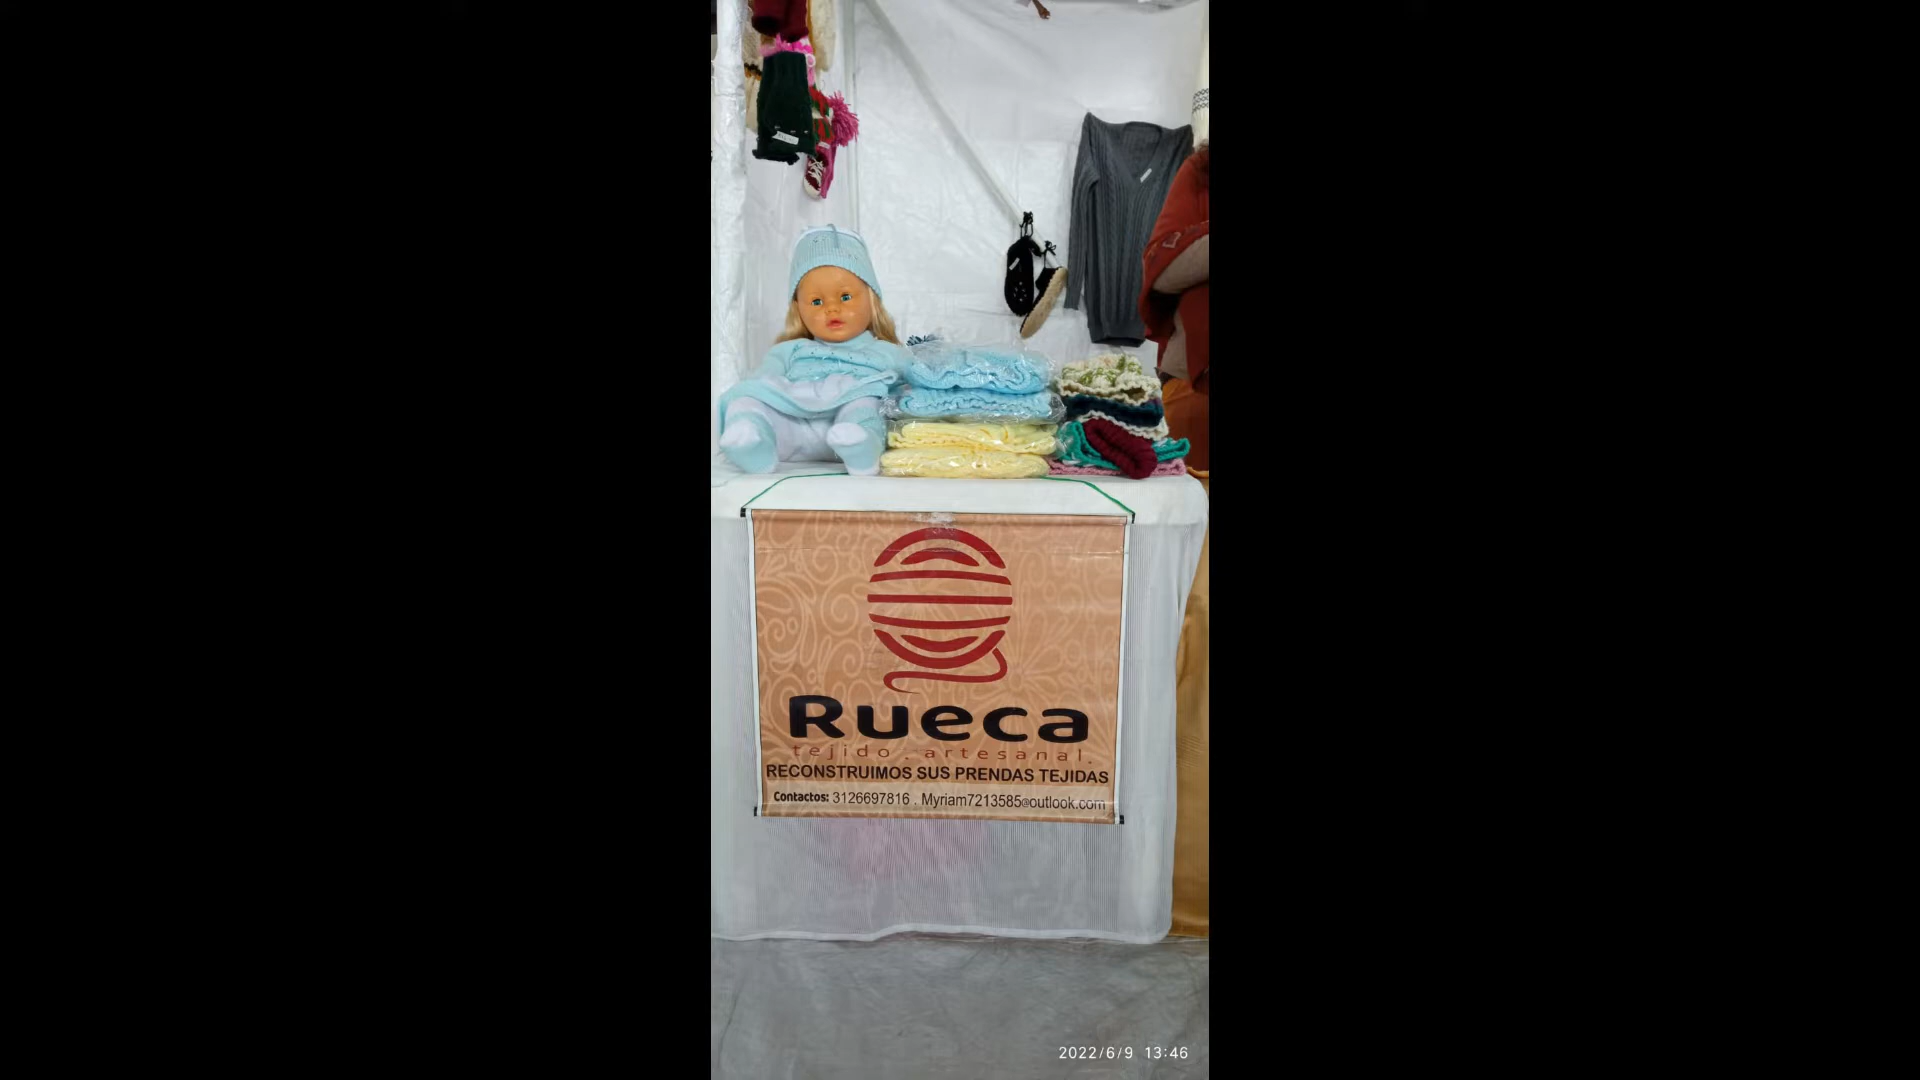 Rueca
tejido . artesanal.
RECONSTRUIMOS SUS PRENDAS TEJIDAS
Contactos: 3126697816 . Myriam7213585@outlook.com
2022/6/9 13:46